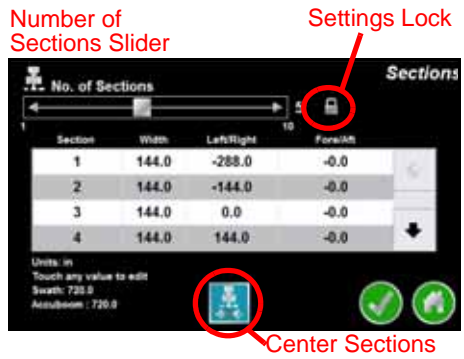 Number of
Sections Slider
Settings Lock
Sections
No. of Sections
5
1
10
Section Width Left/Right Fore/Aft
1 144.0 -288.0 -0.0
2 144.0 -144.0 -0.0
3 144.0 0.0 -0.0
4 144.0 144.0 -0.0
Units: in
Touch any value to edit
Swath: 720.0
Accuboom : 720.0
Center Sections